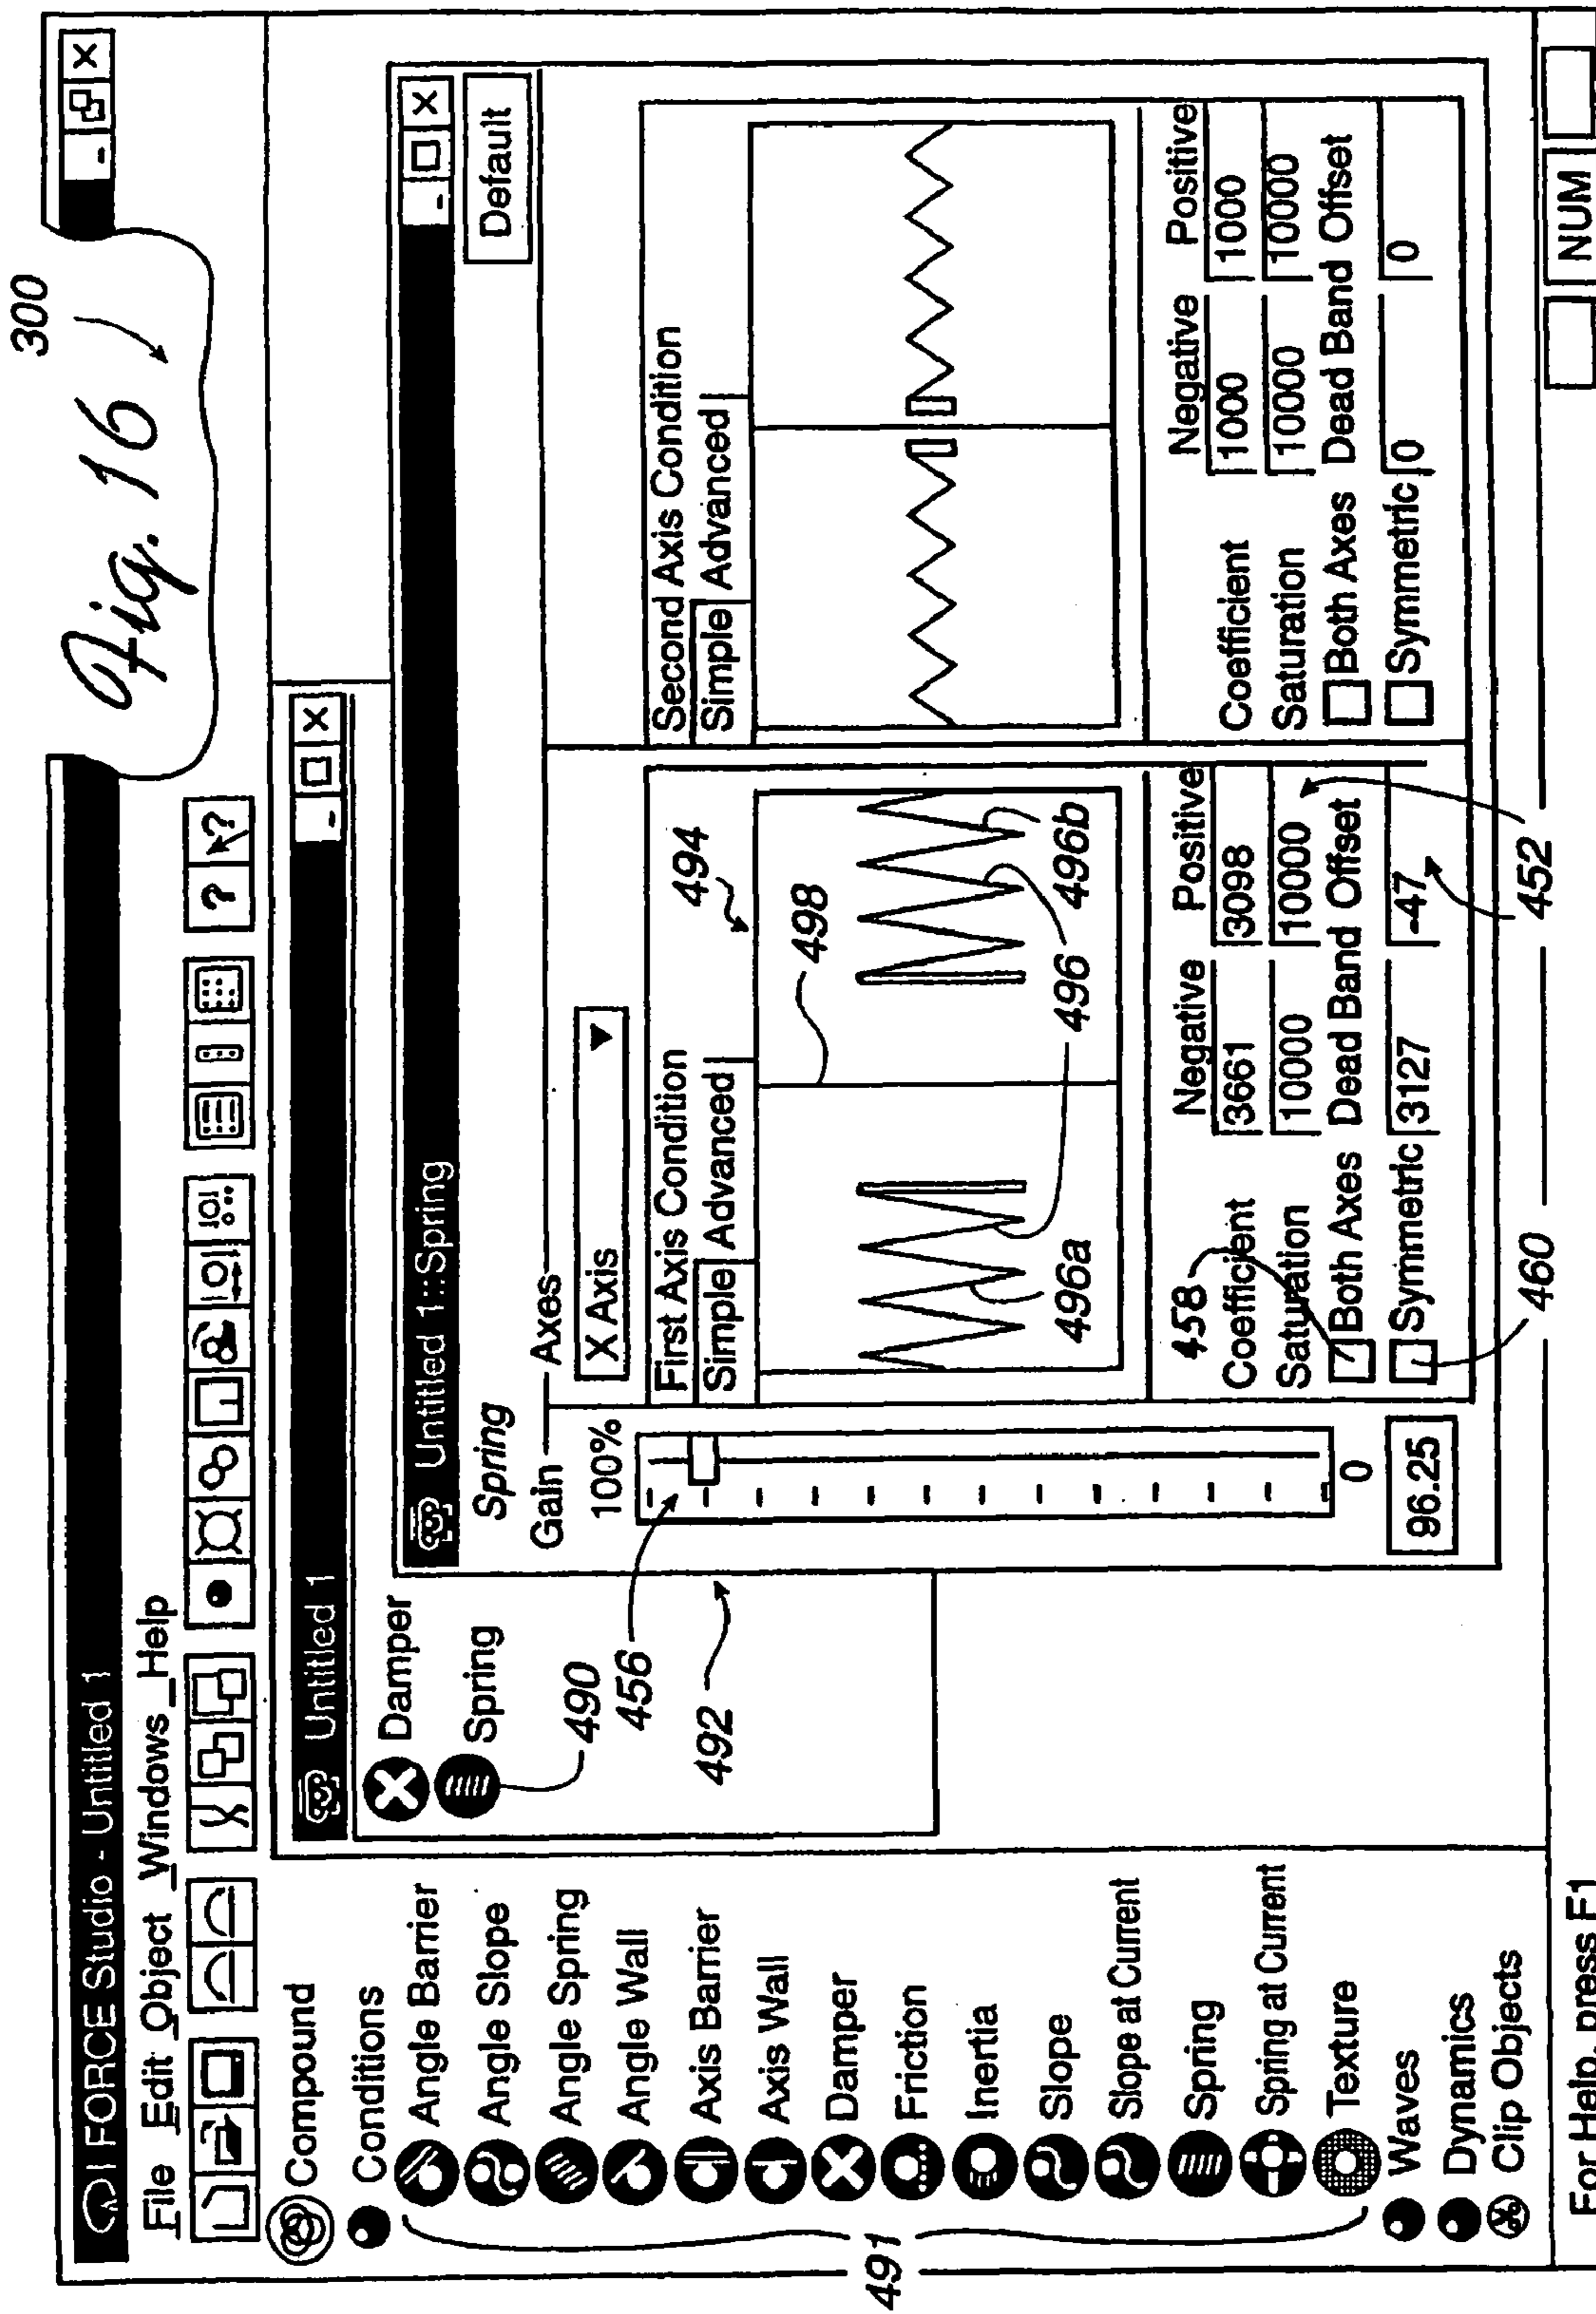 Fig. 16
300
I FORCE Studio - Untitled 1
File Edit Object Windows Help
? ?
Compound
Conditions
Angle Barrier
Angle Slope
Angle Spring
Angle Wall
Axis Barrier
Axis Wall
Damper
Friction
Inertia
Slope
Slope at Current
Spring
Spring at Current
Texture
Waves
Dynamics
Clip Objects
491
Untitled 1
Damper
Spring
490
456
492
Untitled 1::Spring
Spring
Default
Gain
100%
0
96.25
Axes
X Axis
First Axis Condition
Simple Advanced
494
498
496a
496
496b
458
Negative Positive
Coefficient 3661 3098
Saturation 10000 10000
Both Axes Dead Band Offset
Symmetric 3127 -47
Second Axis Condition
Simple Advanced
Negative Positive
Coefficient 1000 1000
Saturation 10000 10000
Both Axes Dead Band Offset
Symmetric 0 0
460
452
For Help, press F1
NUM